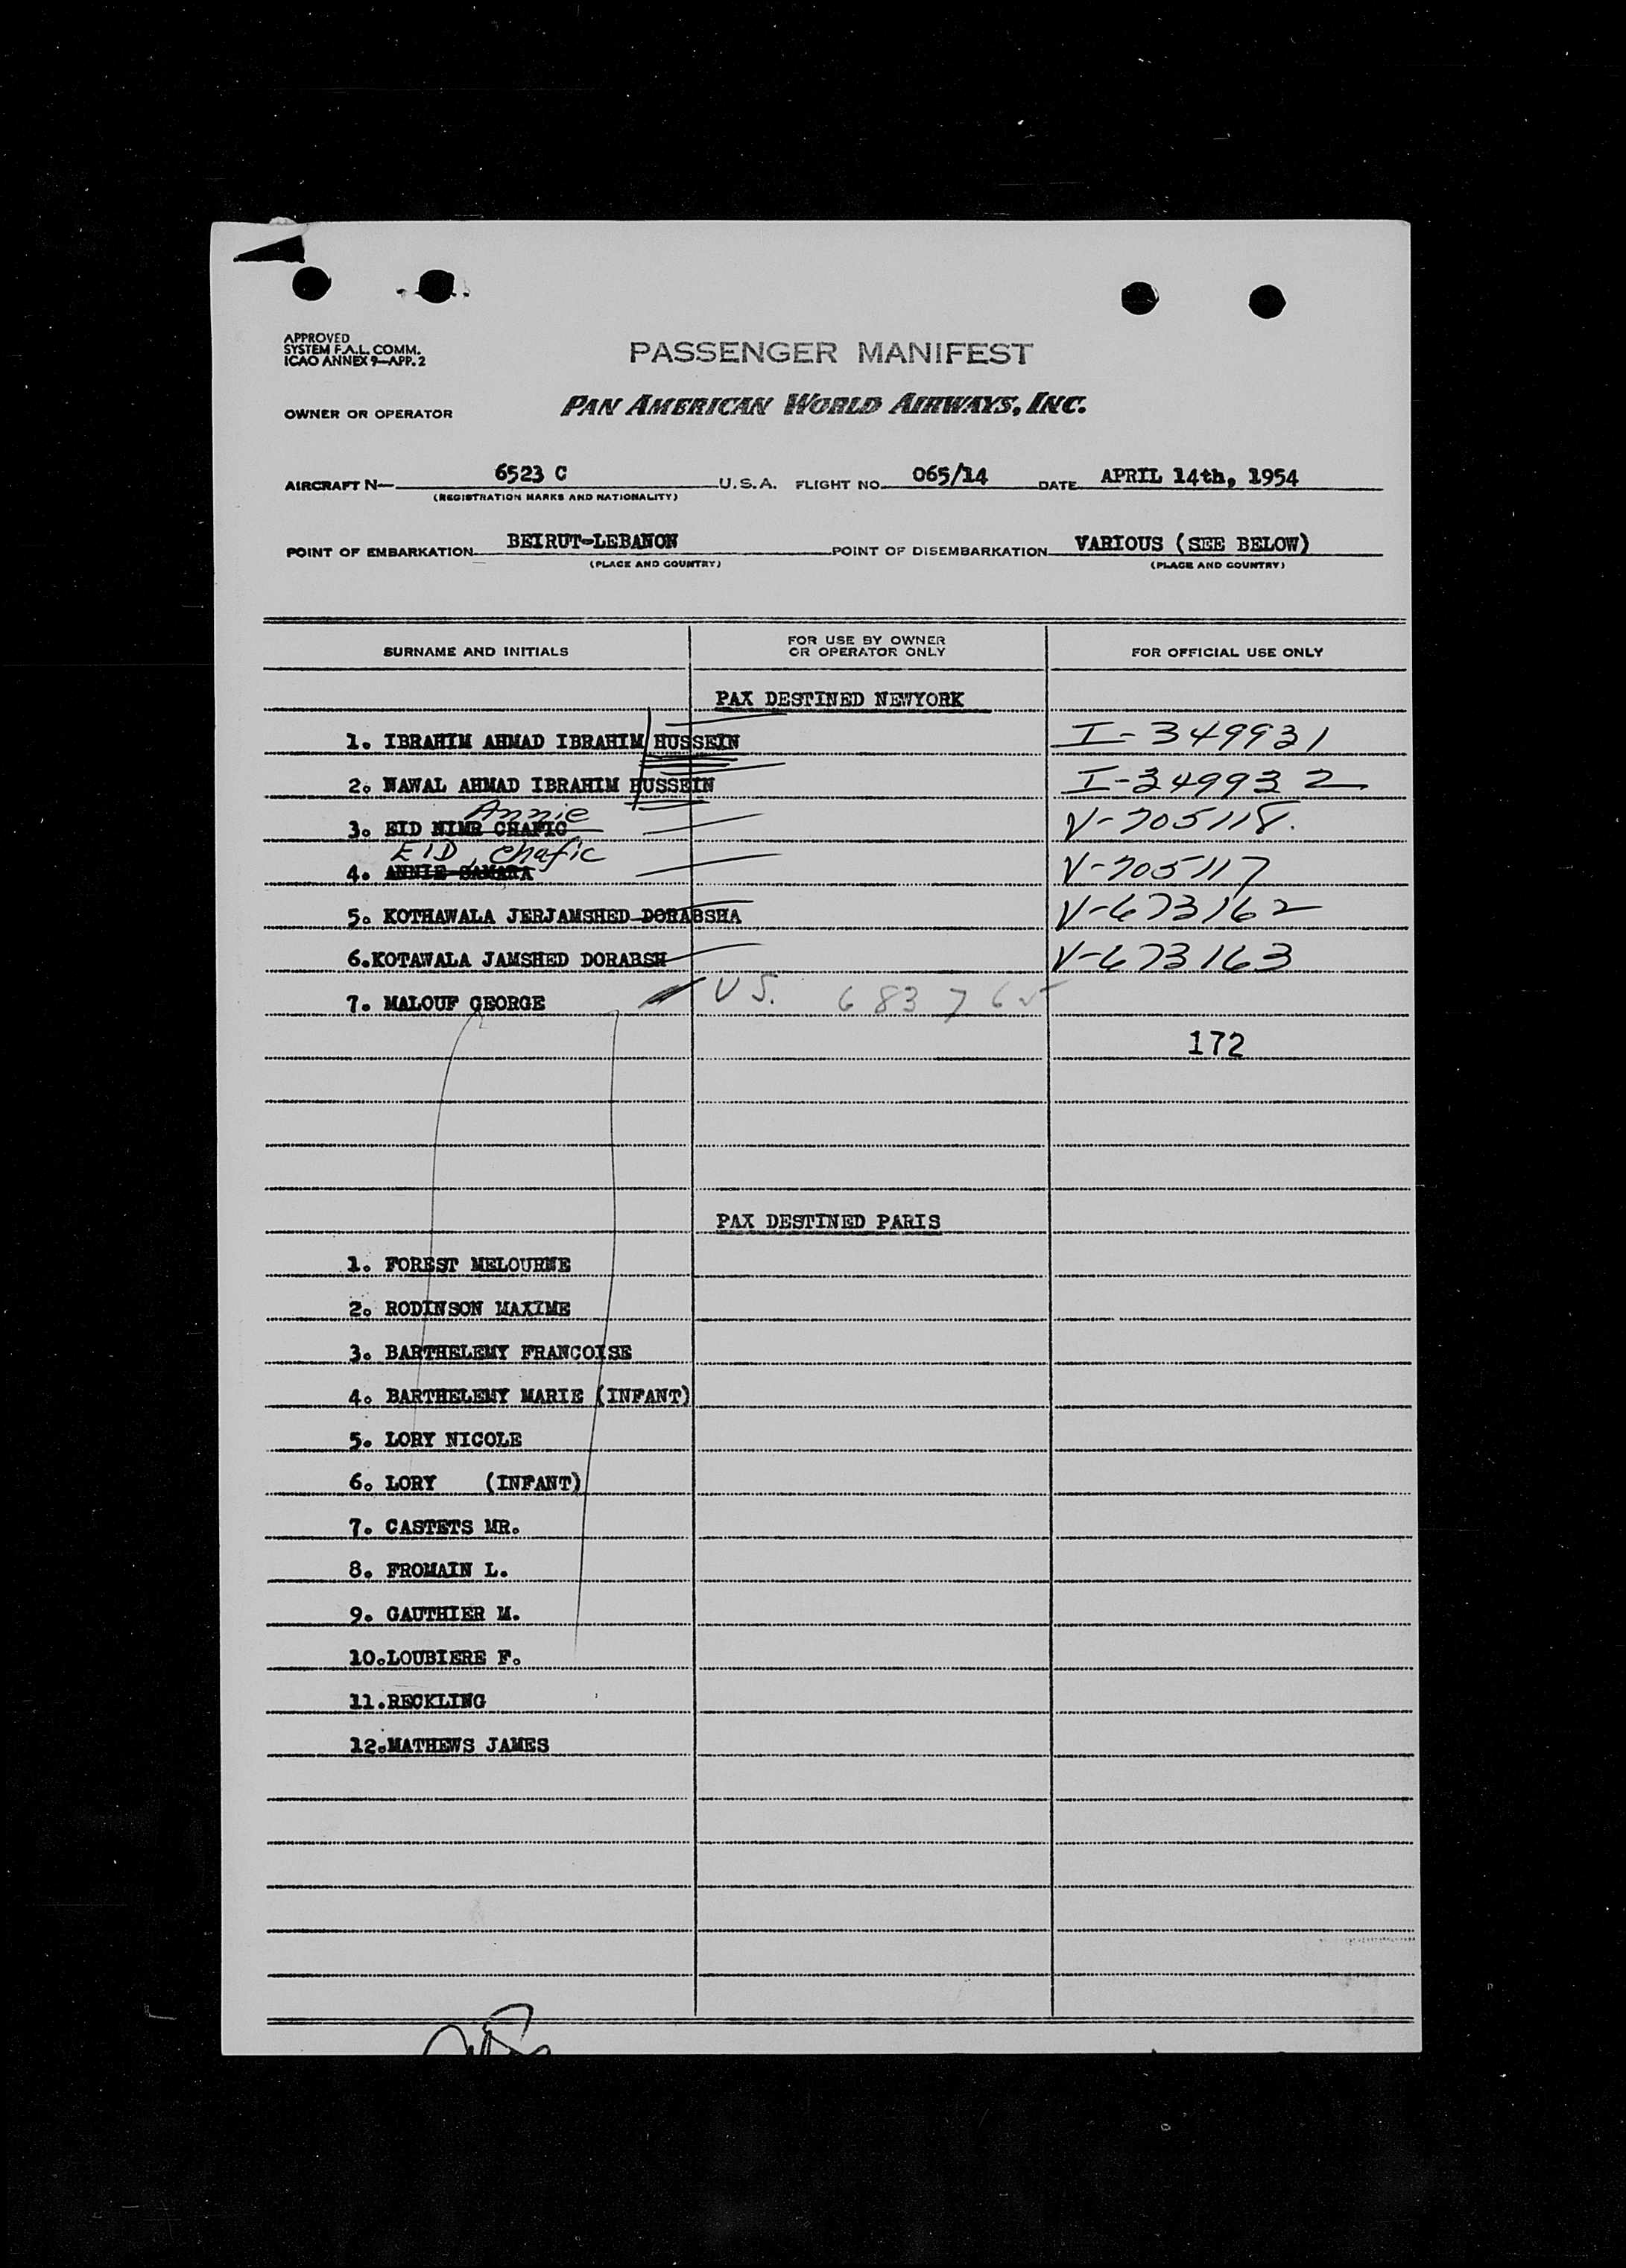 APPROVED
SYSTEM F.A.L. COMM.
ICAO ANNEX 9—APP. 2
PASSENGER MANIFEST
OWNER OR OPERATOR PAN AMERICAN WORLD AIRWAYS, INC.
AIRCRAFT N— 6523 C U.S.A. FLIGHT NO. 065/14 DATE APRIL 14th, 1954
(REGISTRATION MARKS AND NATIONALITY)
POINT OF EMBARKATION BEIRUT-LEBANON POINT OF DISEMBARKATION VARIOUS (SEE BELOW)
(PLACE AND COUNTRY) (PLACE AND COUNTRY)
SURNAME AND INITIALS FOR USE BY OWNER OR OPERATOR ONLY FOR OFFICIAL USE ONLY
PAX DESTINED NEWYORK
1. IBRAHIM AHMAD IBRAHIM HUSSEIN I-349931
2. NAWAL AHMAD IBRAHIM HUSSEIN I-349932
Annie
3. EID NIMR CHAFIC V-705118.
EID, Chafic
4. ANNIE SAMARA V-705117
5. KOTHAWALA JERJAMSHED DORABSHA V-673162
6.KOTAWALA JAMSHED DORABSH V-673163
7. MALOUF GEORGE U S. 68376
172
PAX DESTINED PARIS
1. FOREST MELOURNE
2. RODINSON MAXIME
3. BARTHELEMY FRANCOISE
4. BARTHELEMY MARIE (INFANT)
5. LORY NICOLE
6. LORY (INFANT)
7. CASTETS MR.
8. FROMAIN L.
9. GAUTHIER M.
10.LOUBIERE F.
11.RECKLING
12.MATHEWS JAMES